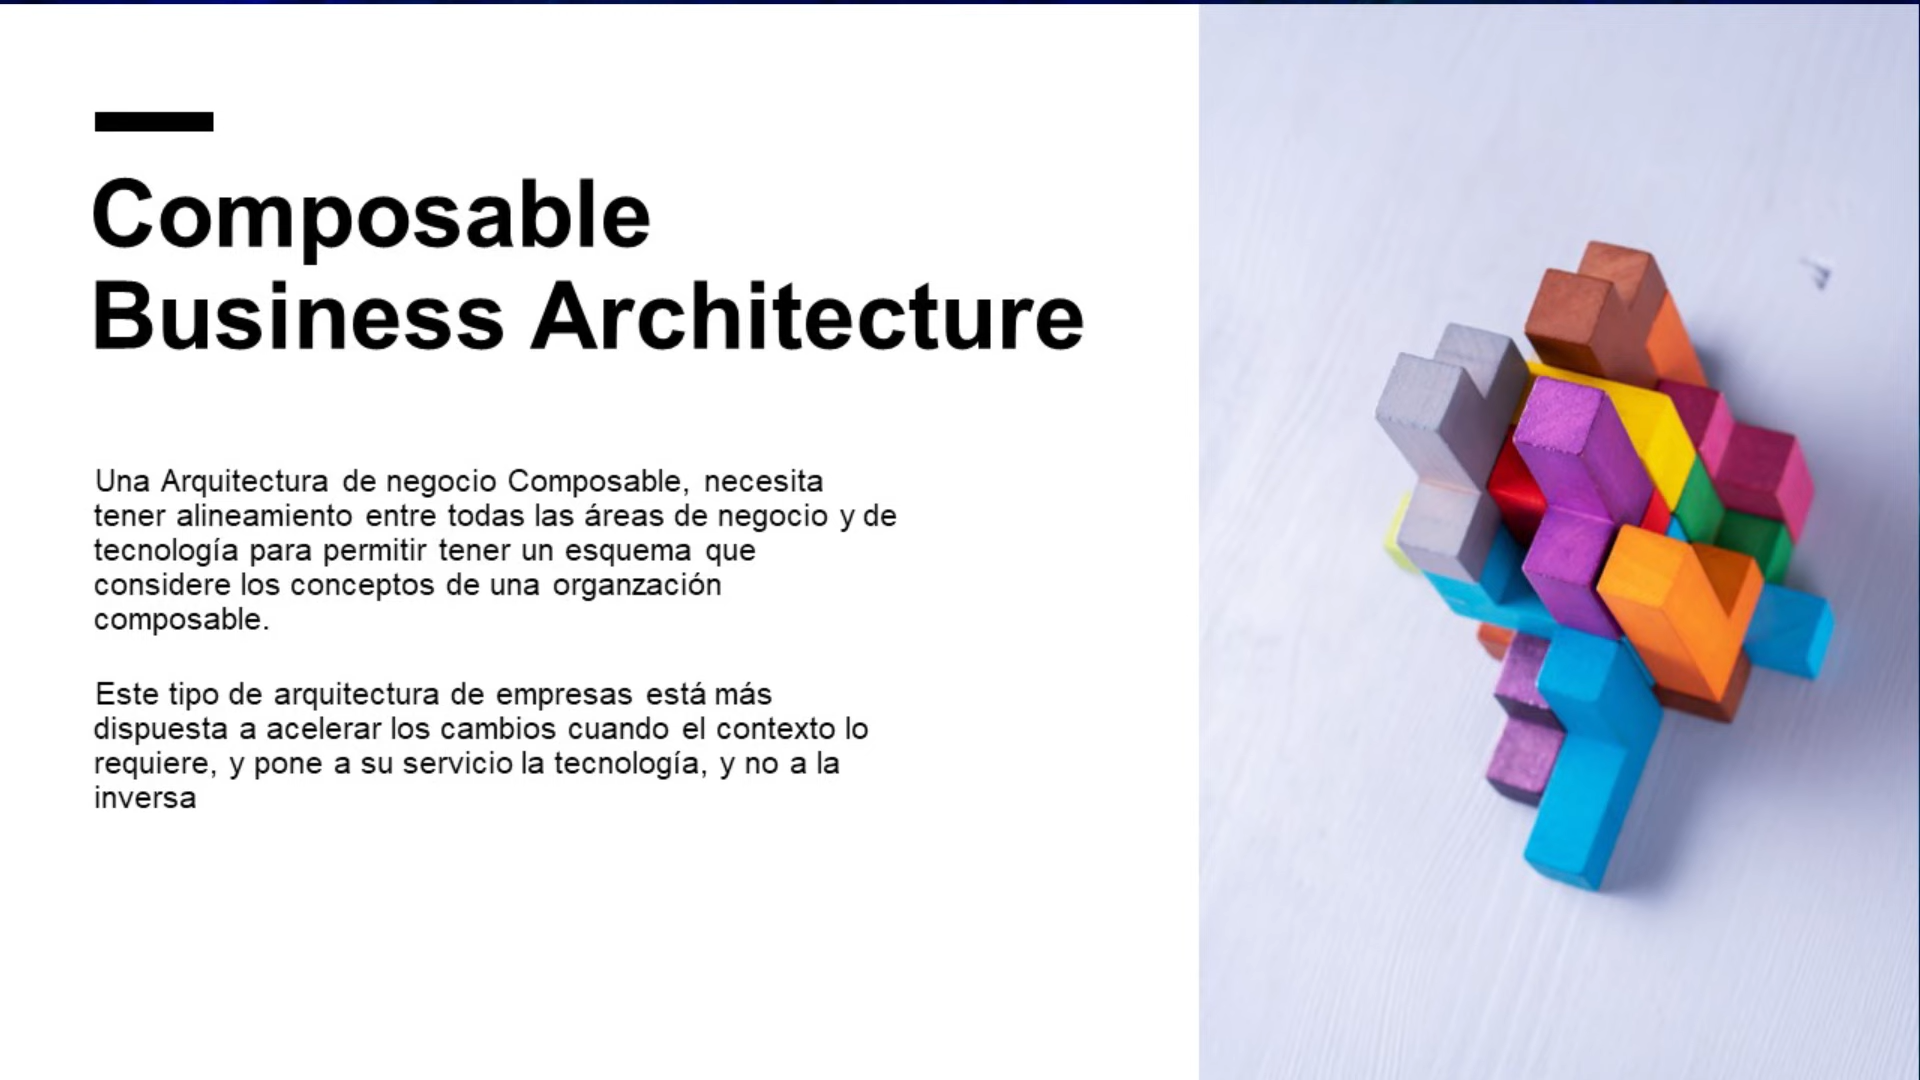 Composable
Business Architecture
Una Arquitectura de negocio Composable, necesita
tener alineamiento entre todas las áreas de negocio y de
tecnología para permitir tener un esquema que
considere los conceptos de una organzación
composable.
Este tipo de arquitectura de empresas está más
dispuesta a acelerar los cambios cuando el contexto lo
requiere, y pone a su servicio la tecnología, y no a la
inversa